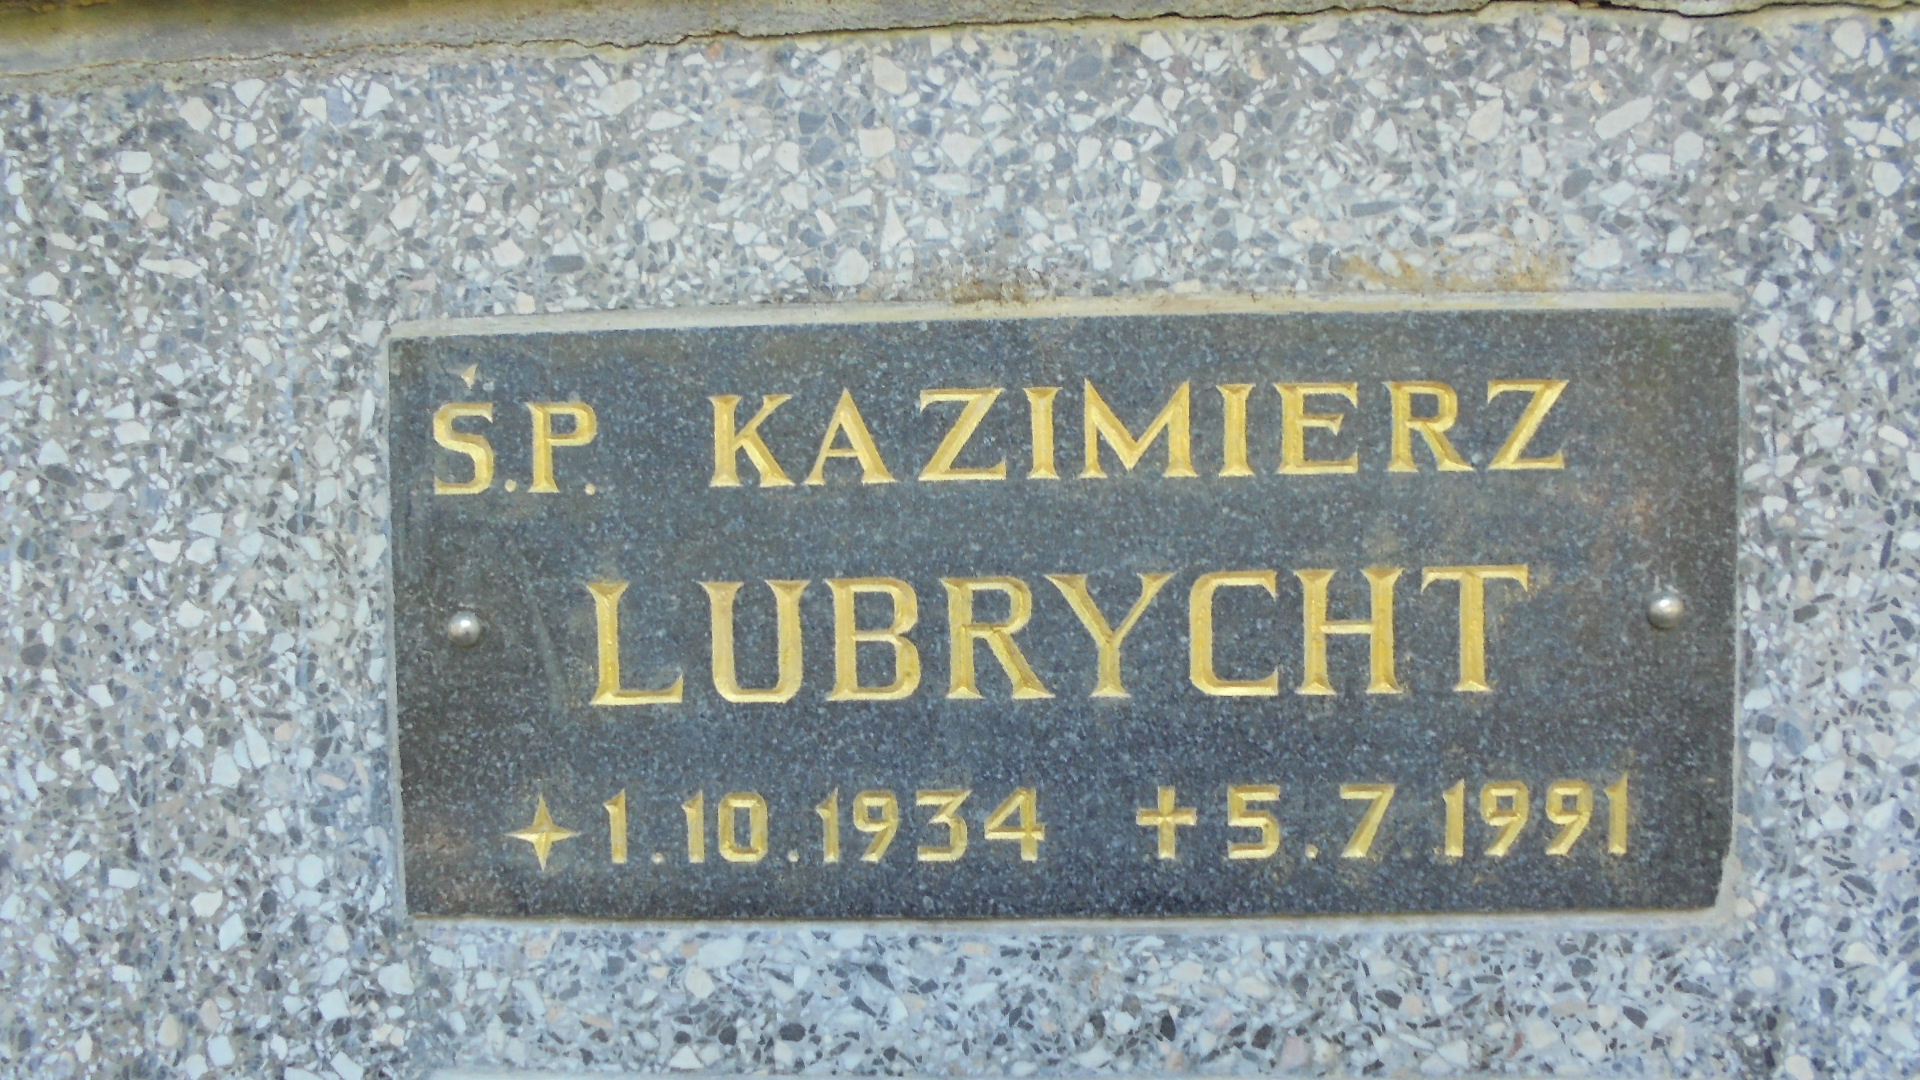 Ś.P. KAZIMIERZ
LUBRYCHT
✦ 1.10.1934 ✝ 5.7.1991